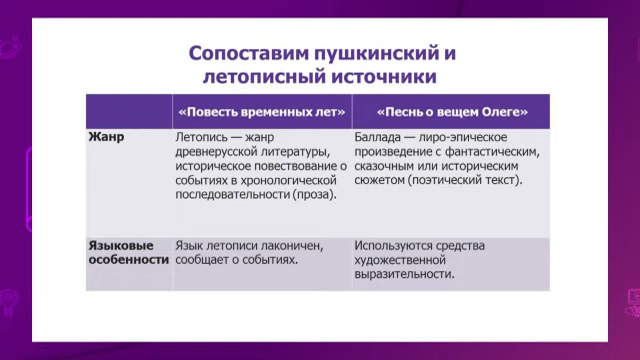 Сопоставим пушкинский и
летописный источники
«Повесть временных лет» «Песнь о вещем Олеге»
Жанр
Летопись — жанр
древнерусской литературы,
историческое повествование о
событиях в хронологической
последовательности (проза).
Баллада — лиро-эпическое
произведение с фантастическим,
сказочным или историческим
сюжетом (поэтический текст).
Языковые
особенности
Язык летописи лаконичен,
сообщает о событиях.
Используются средства
художественной
выразительности.